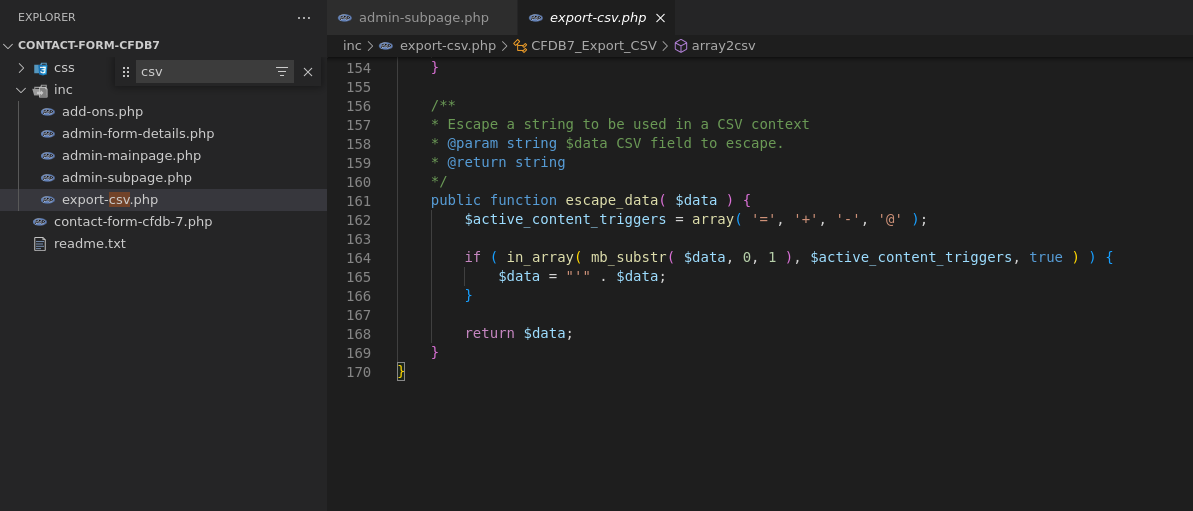 EXPLORER
CONTACT-FORM-CFDB7
css
csv
inc
add-ons.php
admin-form-details.php
admin-mainpage.php
admin-subpage.php
export-csv.php
contact-form-cfdb-7.php
readme.txt
admin-subpage.php
export-csv.php
inc > export-csv.php > CFDB7_Export_CSV > array2csv
154 }
155
156 /**
157 * Escape a string to be used in a CSV context
158 * @param string $data CSV field to escape.
159 * @return string
160 */
161 public function escape_data( $data ) {
162 $active_content_triggers = array( '=', '+', '-', '@' );
163
164 if ( in_array( mb_substr( $data, 0, 1 ), $active_content_triggers, true ) ) {
165 $data = "'" . $data;
166 }
167
168 return $data;
169 }
170 }